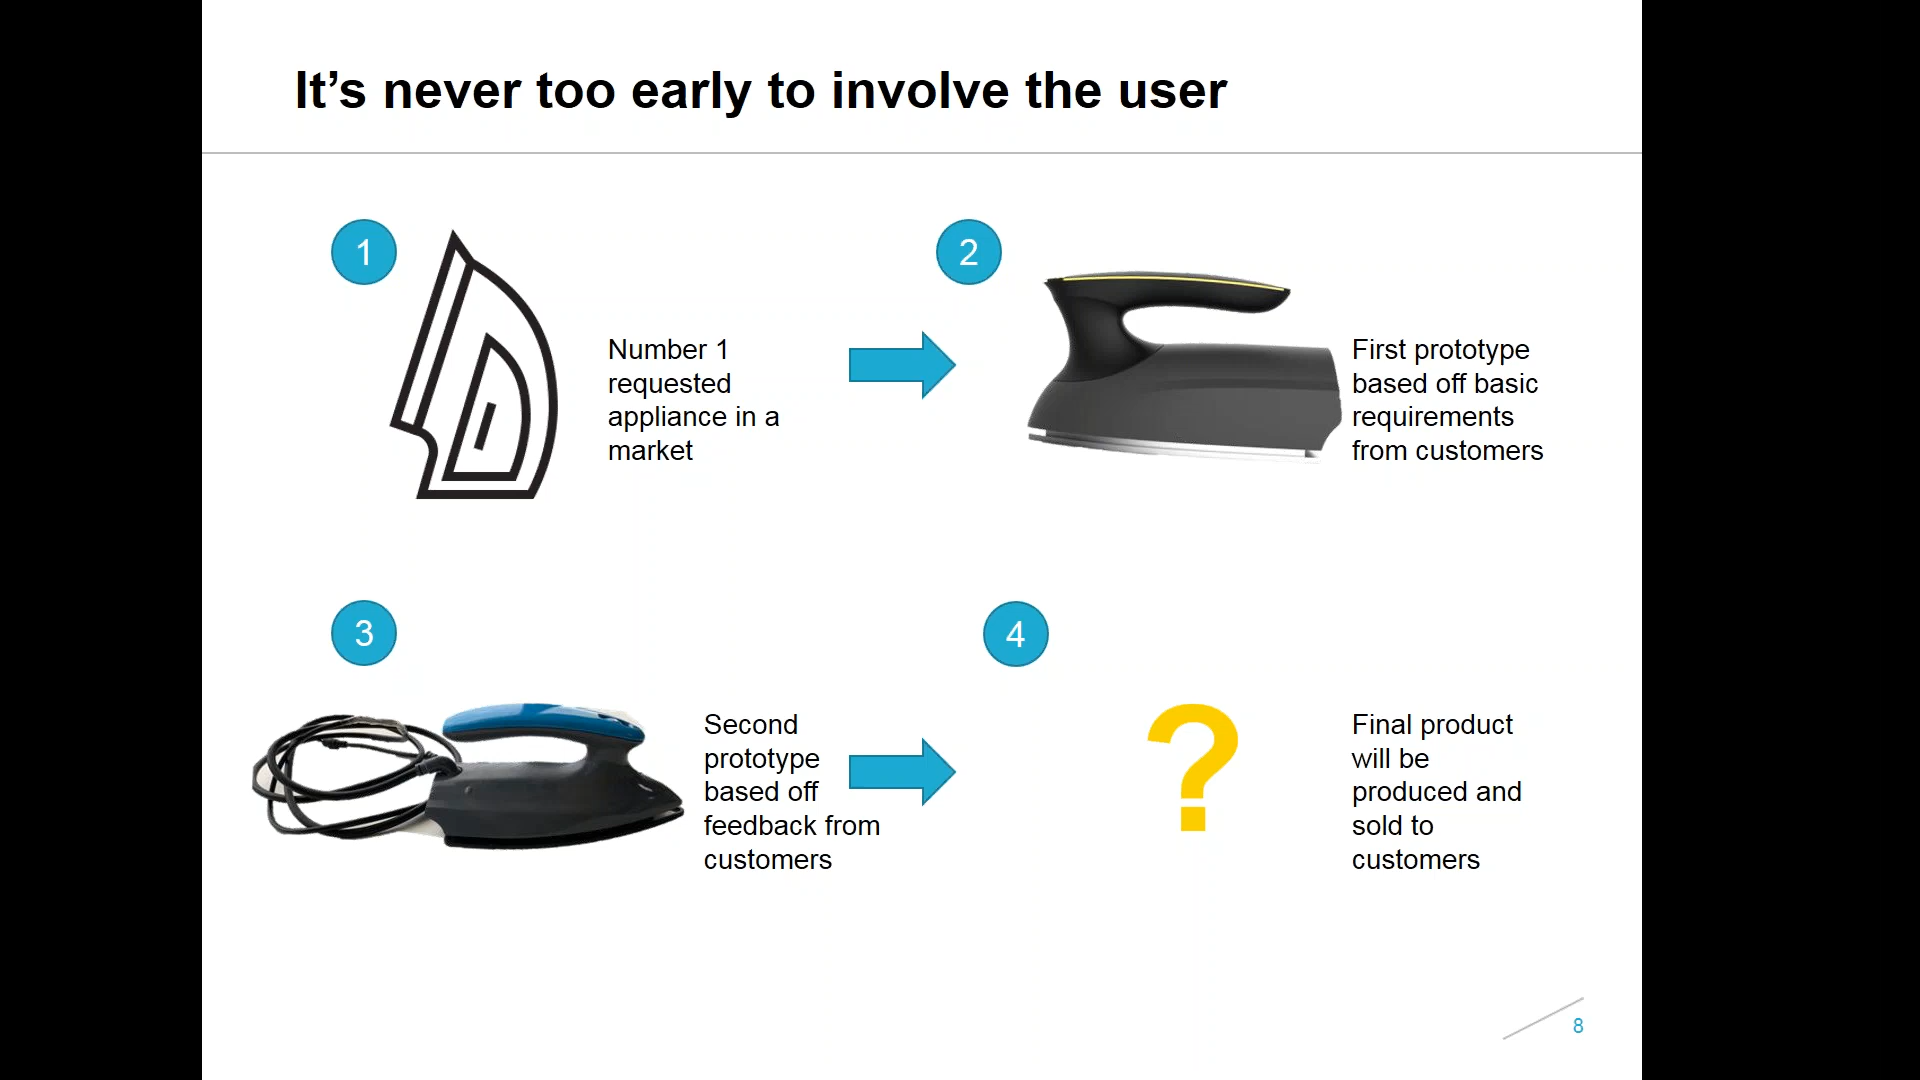 It’s never too early to involve the user
1
Number 1
requested
appliance in a
market
2
First prototype
based off basic
requirements
from customers
3
Second
prototype
based off
feedback from
customers
4
?
Final product
will be
produced and
sold to
customers
8